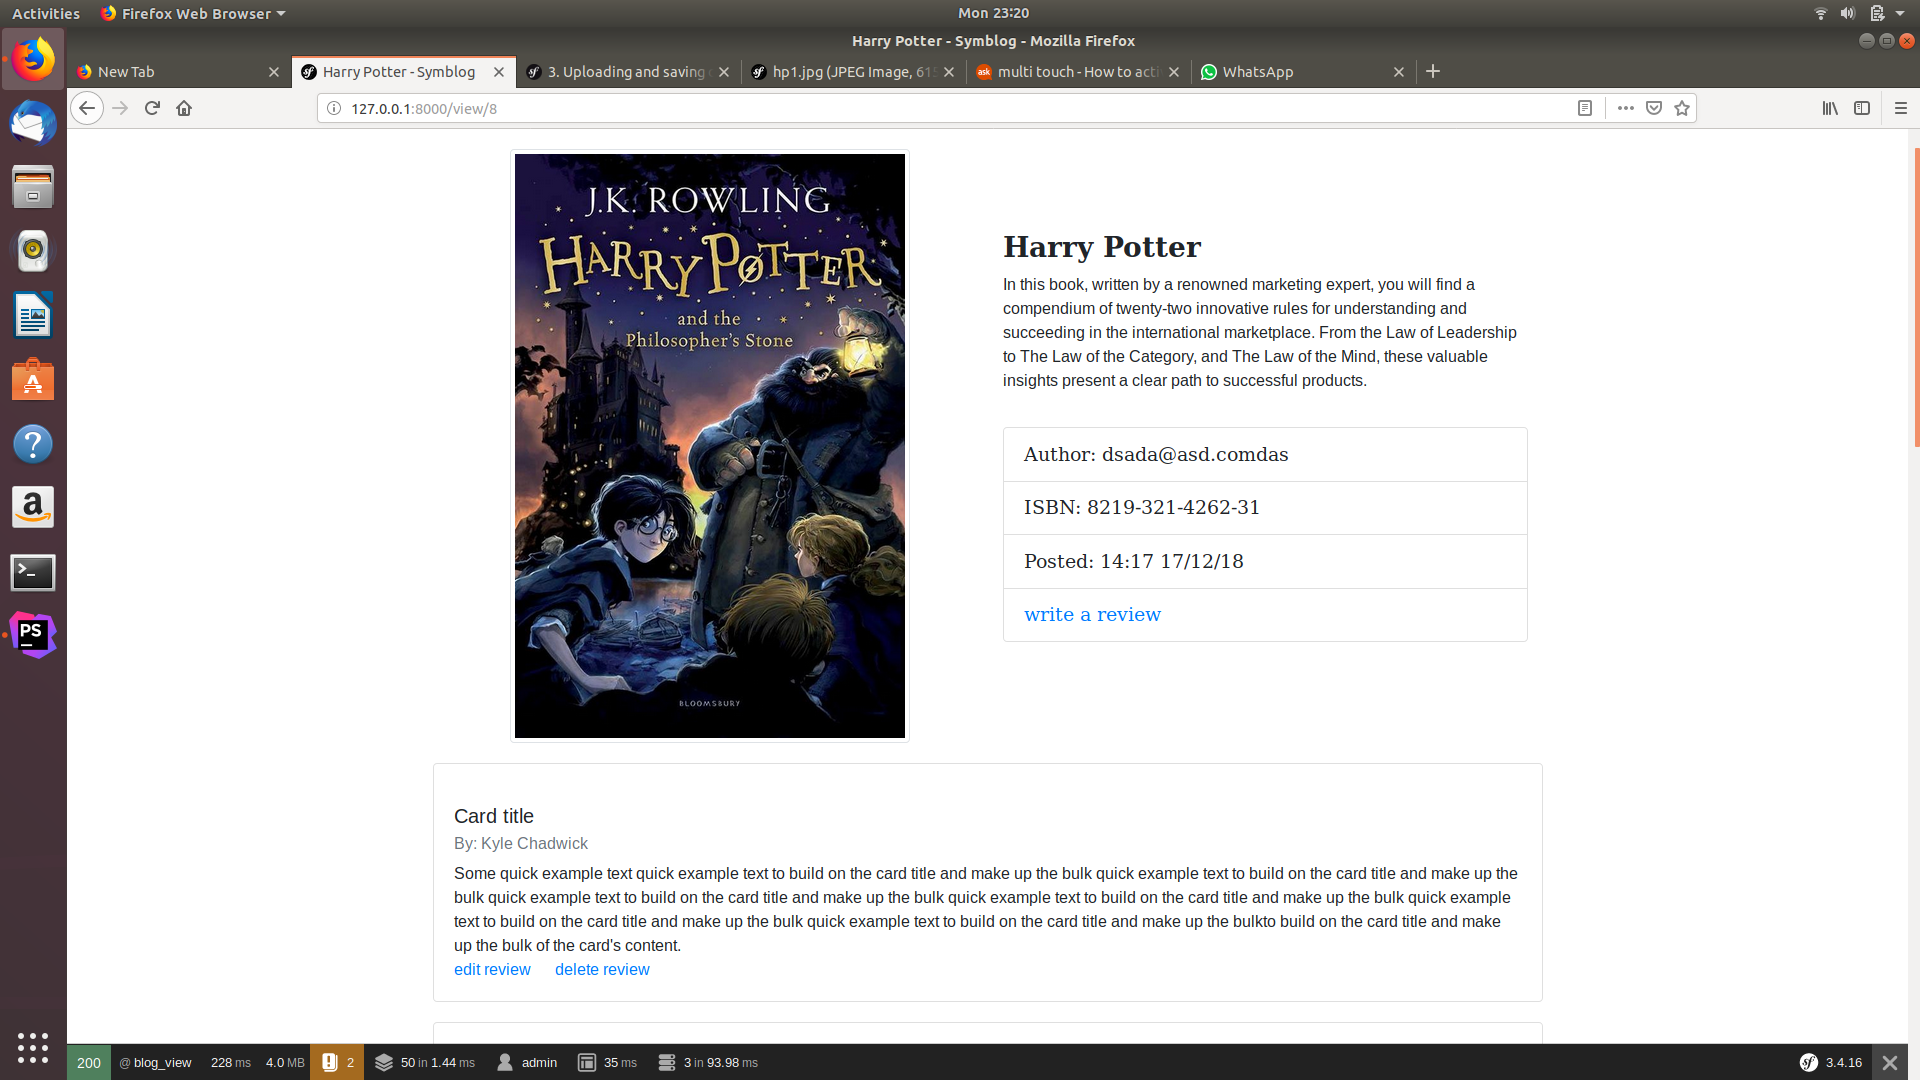 Activities
Firefox Web Browser
Mon 23:20
Harry Potter - Symblog - Mozilla Firefox
New Tab
Harry Potter - Symblog
3. Uploading and saving
hp1.jpg (JPEG Image, 615
multi touch - How to acti
WhatsApp
127.0.0.1:8000/view/8
J.K. ROWLING
HARRY POTTER
and the
Philosopher's Stone
BLOOMSBURY
Harry Potter
In this book, written by a renowned marketing expert, you will find a
compendium of twenty-two innovative rules for understanding and
succeeding in the international marketplace. From the Law of Leadership
to The Law of the Category, and The Law of the Mind, these valuable
insights present a clear path to successful products.
Author: dsada@asd.comdas
ISBN: 8219-321-4262-31
Posted: 14:17 17/12/18
write a review
Card title
By: Kyle Chadwick
Some quick example text quick example text to build on the card title and make up the bulk quick example text to build on the card title and make up the
bulk quick example text to build on the card title and make up the bulk quick example text to build on the card title and make up the bulk quick example
text to build on the card title and make up the bulk quick example text to build on the card title and make up the bulkto build on the card title and make
up the bulk of the card's content.
edit review delete review
200 @ blog_view 228 ms 4.0 MB 2 50 in 1.44 ms admin 35 ms 3 in 93.98 ms 3.4.16